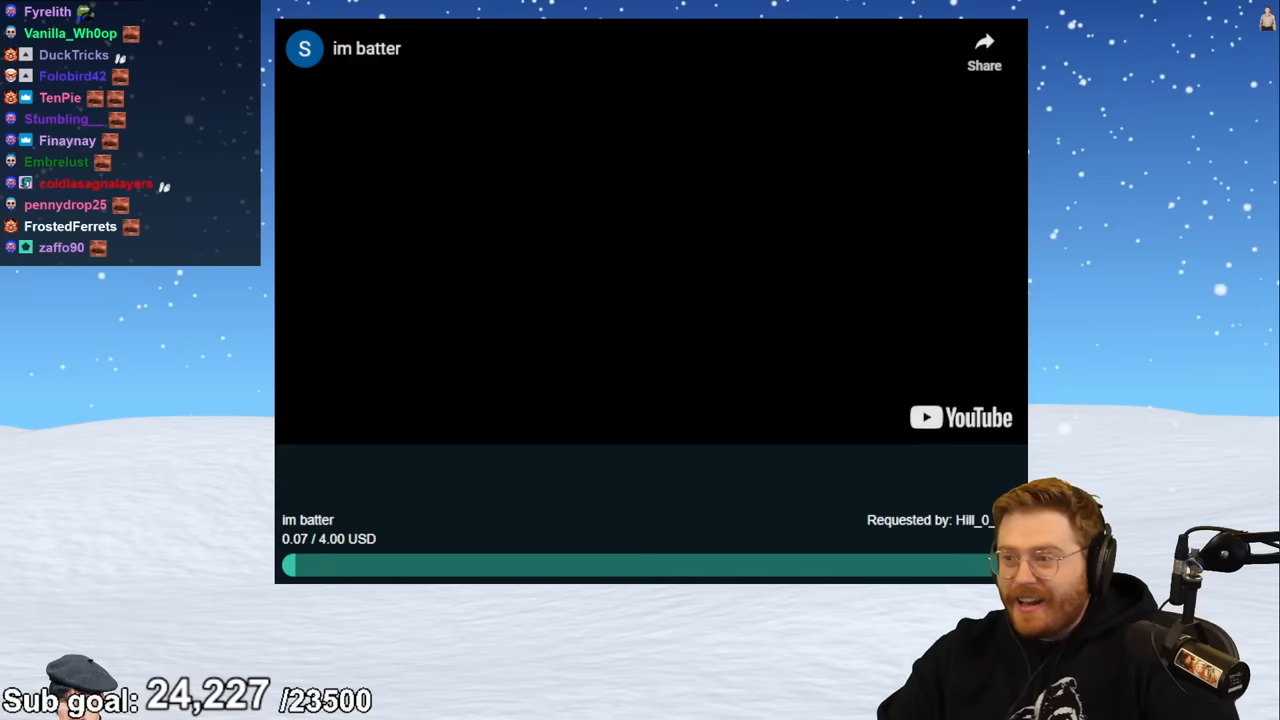 Fyrelith
Vanilla_Wh0op
DuckTricks
Folobird42
TenPie
Stumbling__
Finaynay
Embrelust
coldlasagnalayers
pennydrop25
FrostedFerrets
zaffo90
S im batter
Share
YouTube
im batter
Requested by: Hill_0_
0.07 / 4.00 USD
Sub goal: 24,227 /23500